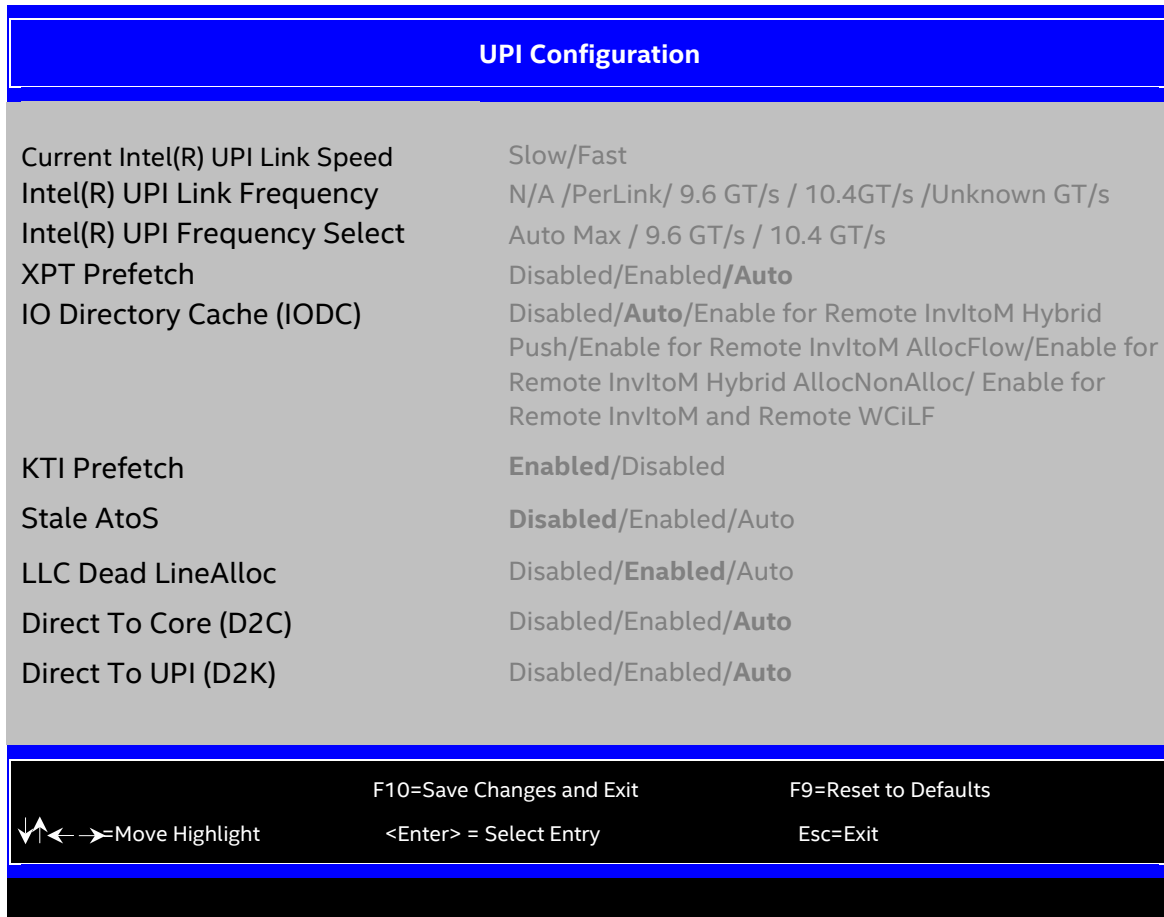 UPI Configuration
Current Intel(R) UPI Link Speed Slow/Fast
Intel(R) UPI Link Frequency N/A /PerLink/ 9.6 GT/s / 10.4GT/s /Unknown GT/s
Intel(R) UPI Frequency Select Auto Max / 9.6 GT/s / 10.4 GT/s
XPT Prefetch Disabled/Enabled/Auto
IO Directory Cache (IODC) Disabled/Auto/Enable for Remote InvItoM Hybrid
Push/Enable for Remote InvItoM AllocFlow/Enable for
Remote InvItoM Hybrid AllocNonAlloc/ Enable for
Remote InvItoM and Remote WCiLF
KTI Prefetch Enabled/Disabled
Stale AtoS Disabled/Enabled/Auto
LLC Dead LineAlloc Disabled/Enabled/Auto
Direct To Core (D2C) Disabled/Enabled/Auto
Direct To UPI (D2K) Disabled/Enabled/Auto
F10=Save Changes and Exit F9=Reset to Defaults
=Move Highlight <Enter> = Select Entry Esc=Exit